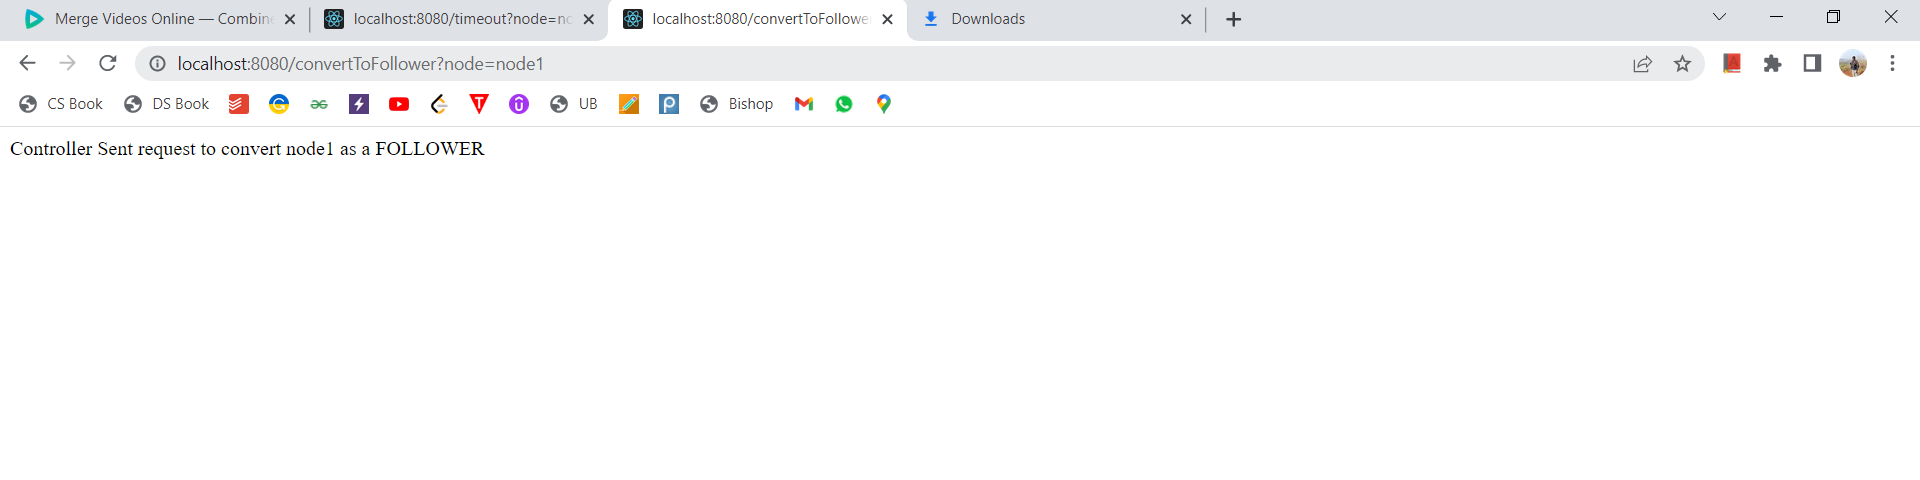 Merge Videos Online — Combin
localhost:8080/timeout?node=no
localhost:8080/convertToFollowe
Downloads
localhost:8080/convertToFollower?node=node1
CS Book
DS Book
UB
Bishop
Controller Sent request to convert node1 as a FOLLOWER